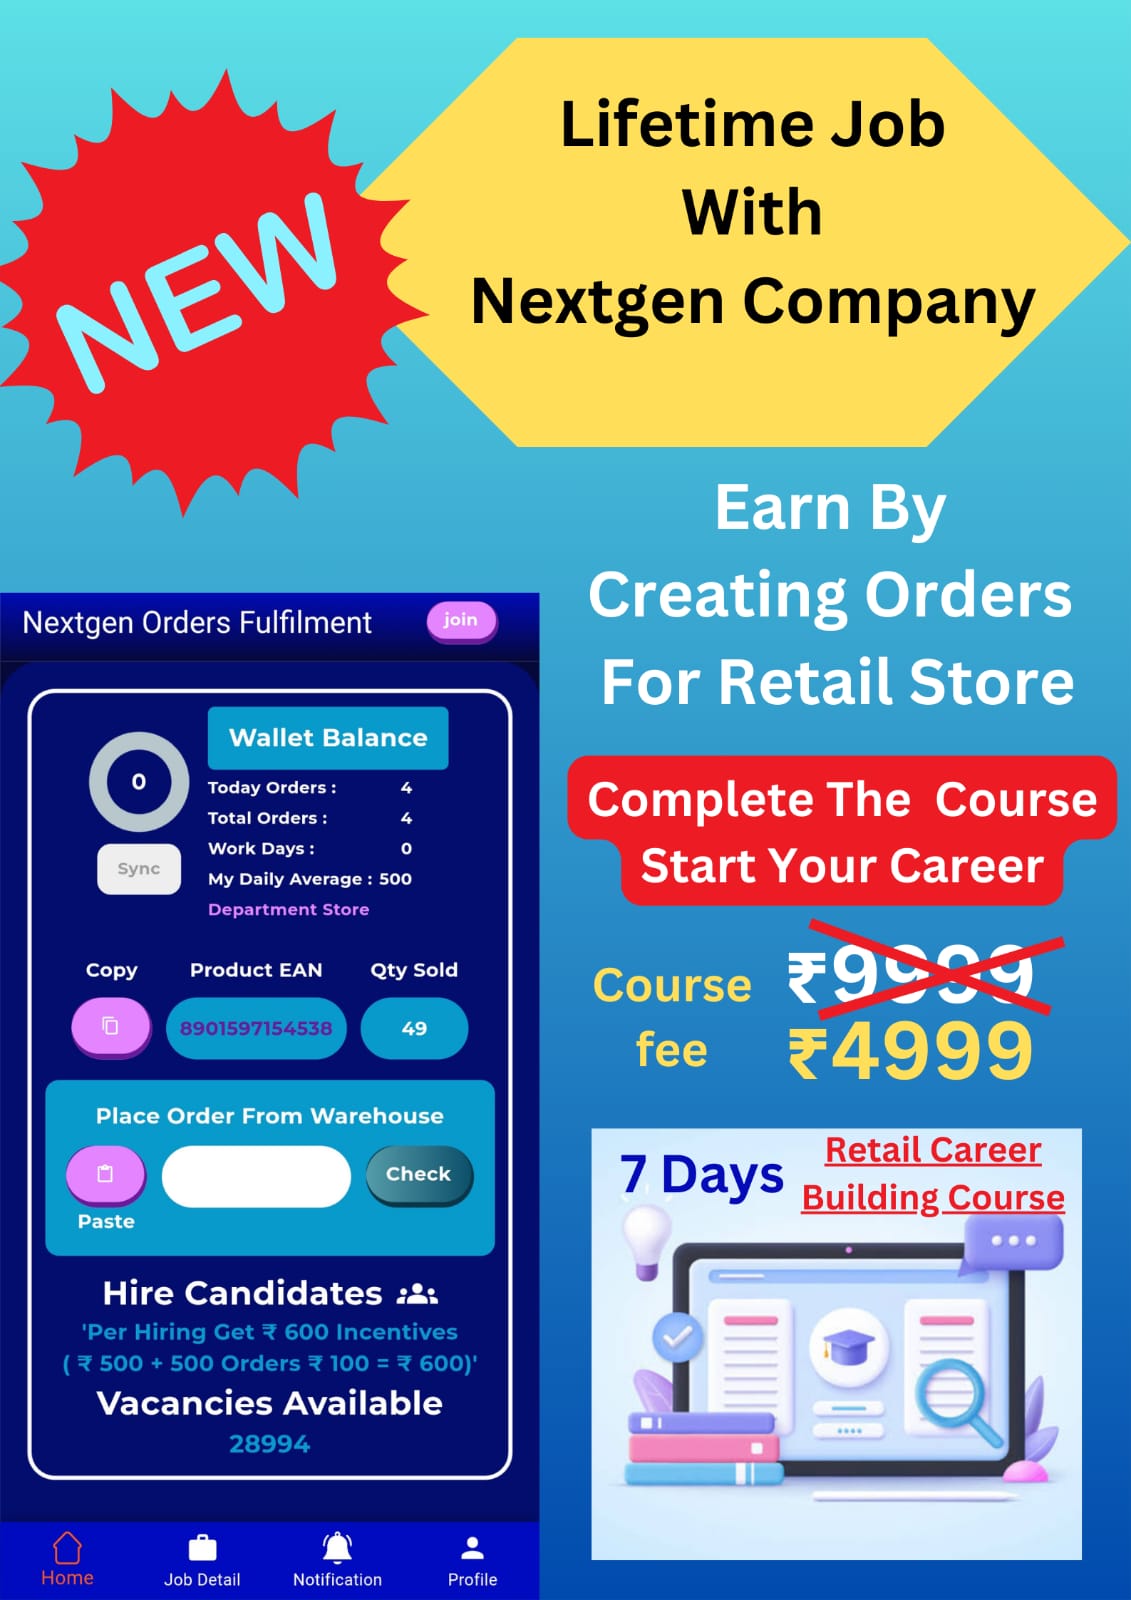 NEW
Lifetime Job
With
Nextgen Company
Earn By
Creating Orders
For Retail Store
Complete The Course
Start Your Career
Course fee
₹9999
₹4999
7 Days
Retail Career
Building Course
Nextgen Orders Fulfilment
join
0
Sync
Wallet Balance
Today Orders : 4
Total Orders : 4
Work Days : 0
My Daily Average : 500
Department Store
Copy Product EAN Qty Sold
8901597154538 49
Place Order From Warehouse
Check
Paste
Hire Candidates
'Per Hiring Get ₹ 600 Incentives
( ₹ 500 + 500 Orders ₹ 100 = ₹ 600)'
Vacancies Available
28994
Home Job Detail Notification Profile